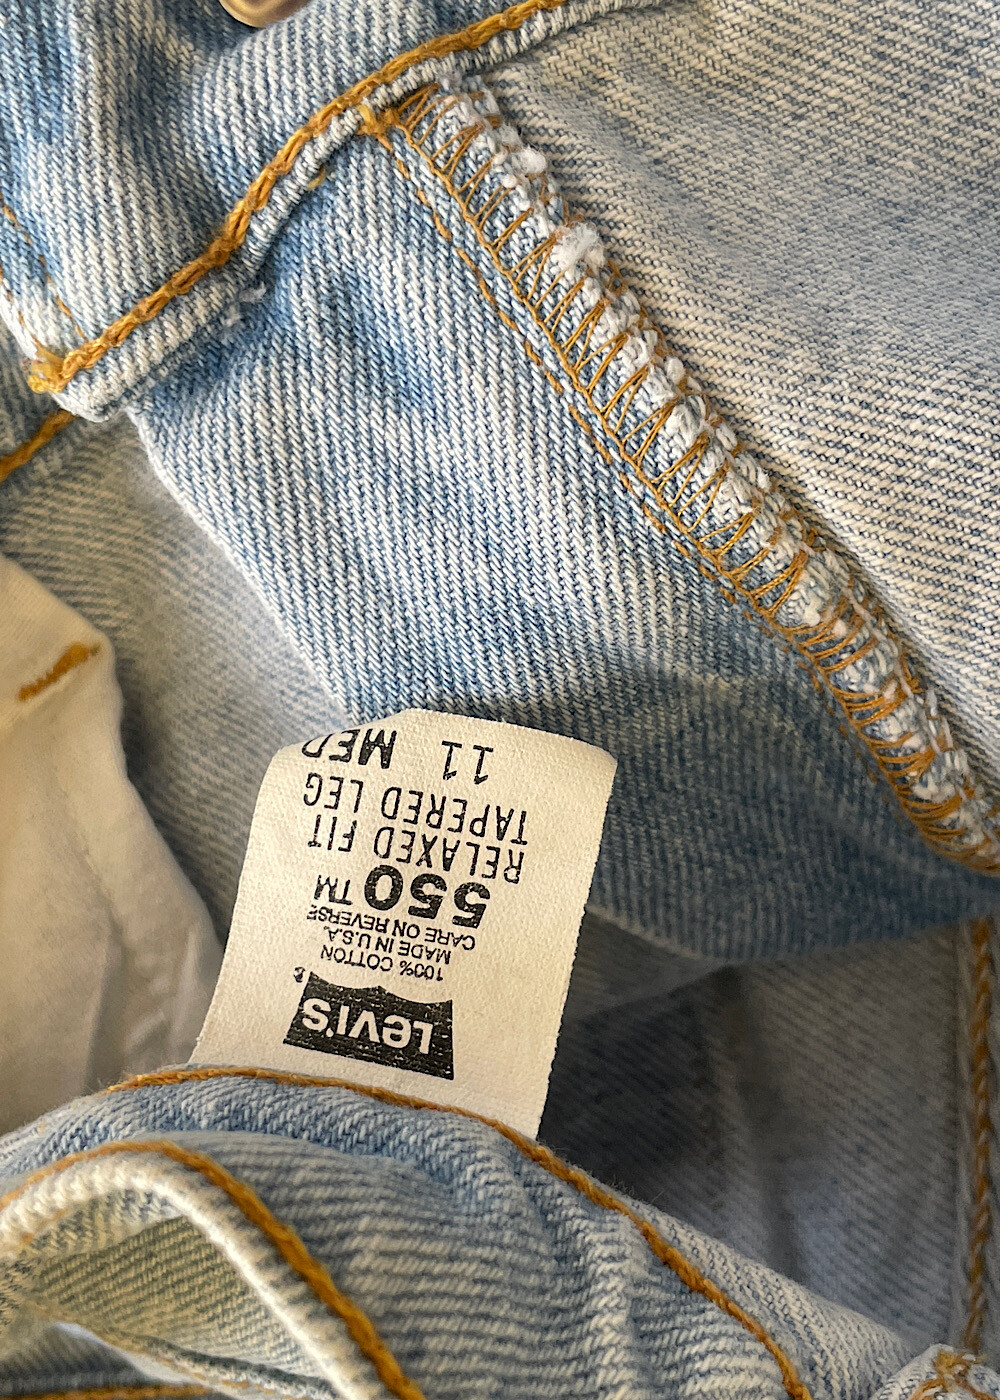 LEVI'S®
100% COTTON
MADE IN U.S.A.
CARE ON REVERSE
550 TM
RELAXED FIT
TAPERED LEG
11 MED